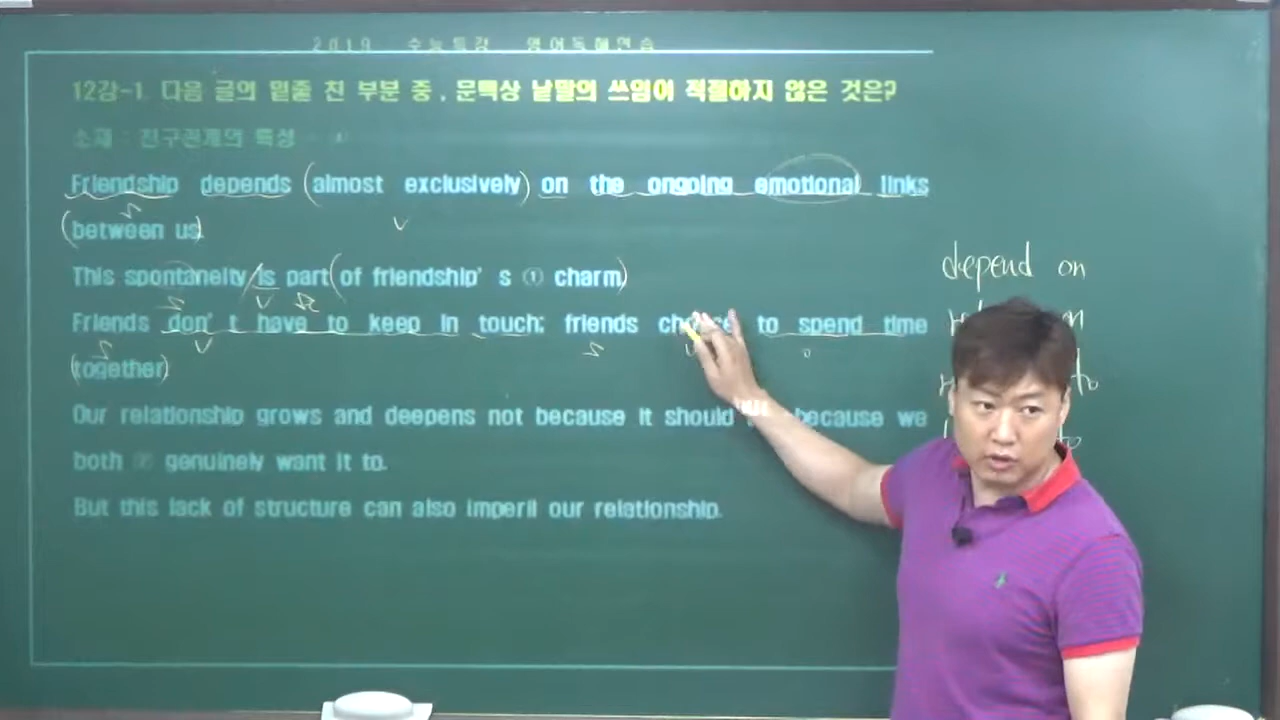 2019 수능특강 영어독해연습
12강-1. 다음 글의 밑줄 친 부분 중, 문맥상 낱말의 쓰임이 적절하지 않은 것은?
소재 : 친구관계의 특성
Friendship depends (almost exclusively) on the ongoing emotional links
(between us).
This spontaneity is part (of friendship's ① charm)
Friends don't have to keep in touch; friends choose to spend time
(together)
Our relationship grows and deepens not because it should because we
both ② genuinely want it to.
But this lack of structure can also imperil our relationship.
depend on
on
to
to